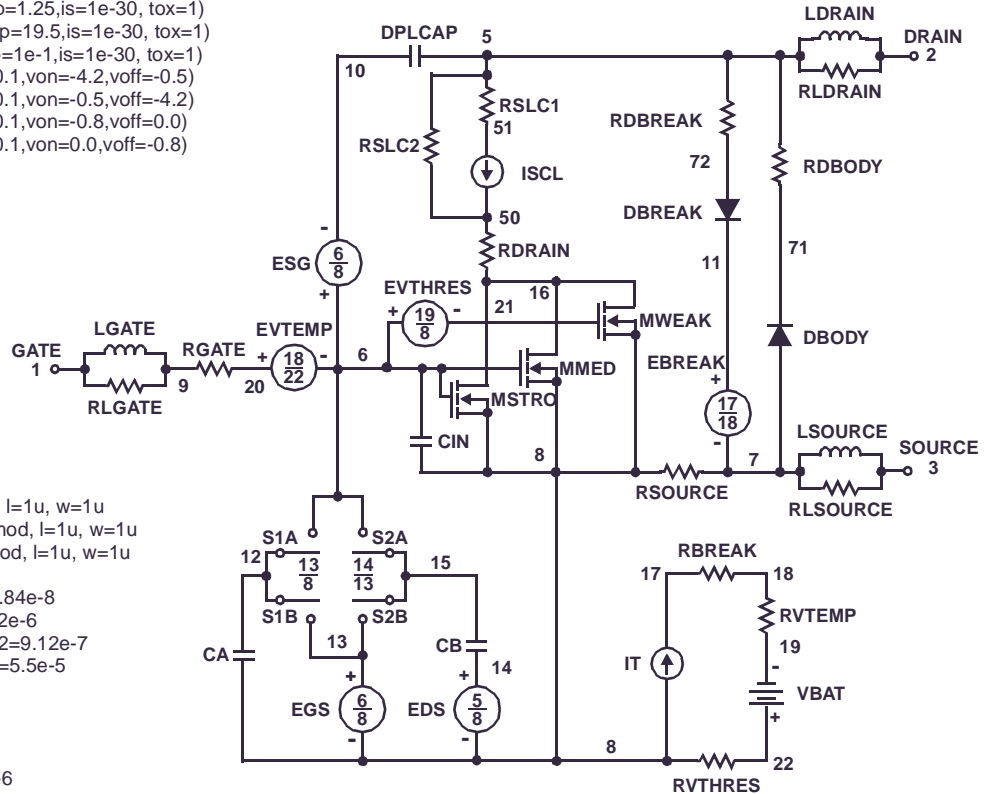 o=1.25,is=1e-30, tox=1)
p=19.5,is=1e-30, tox=1)
=1e-1,is=1e-30, tox=1)
0.1,von=-4.2,voff=-0.5)
0.1,von=-0.5,voff=-4.2)
0.1,von=-0.8,voff=0.0)
0.1,von=0.0,voff=-0.8)
LDRAIN
DPLCAP 5 DRAIN
10 2
RLDRAIN
RSLC1
51
RDBREAK
RSLC2
72
RDBODY
ISCL
DBREAK
50
-
RDRAIN
71
ESG 6/8
11
+
EVTHRES
16
+ 19/8 - 21
MWEAK
LGATE
EVTEMP
DBODY
GATE
RGATE + 18/22 - 6
MMED
EBREAK
1
9 20
+
MSTRO
17/18
RLGATE
CIN
-
LSOURCE
8 7 SOURCE
3
RSOURCE
RLSOURCE
l=1u, w=1u
nod, l=1u, w=1u
od, l=1u, w=1u
.84e-8
2e-6
2=9.12e-7
=5.5e-5
S1A S2A
12 13/8 14/13 15
S1B S2B
13
CA
CB
14
+ +
EGS 6/8 EDS 5/8
- -
RBREAK
17 18
RVTEMP
19
IT
-
VBAT
+
8
22
RVTHRES
-6